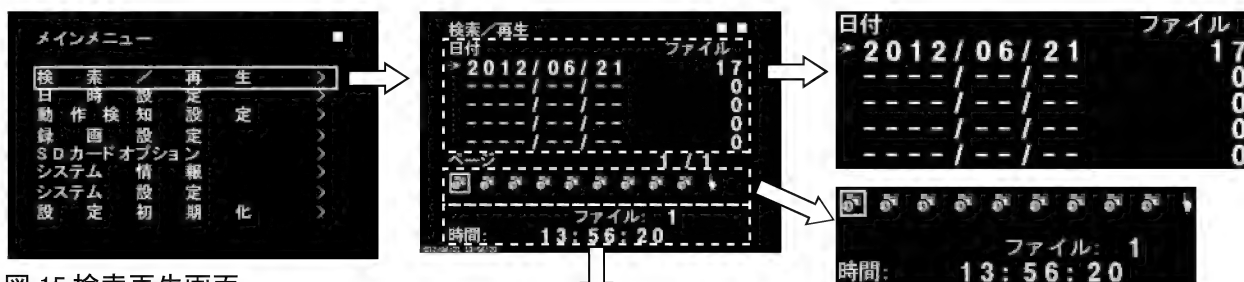 メインメニュー
検索／再生 >
日時設定 >
動作検知設定 >
録画設定 >
SDカードオプション >
システム情報 >
システム設定 >
設定初期化 >
検索／再生
日付 ファイル
2012/06/21 17
----/--/-- 0
----/--/-- 0
----/--/-- 0
----/--/-- 0
ページ 1/1
ファイル: 1
時間: 13:56:20
日付 ファイル
2012/06/21 17
----/--/-- 0
----/--/-- 0
----/--/-- 0
----/--/-- 0
ファイル: 1
時間: 13:56:20
図 15 検索再生画面